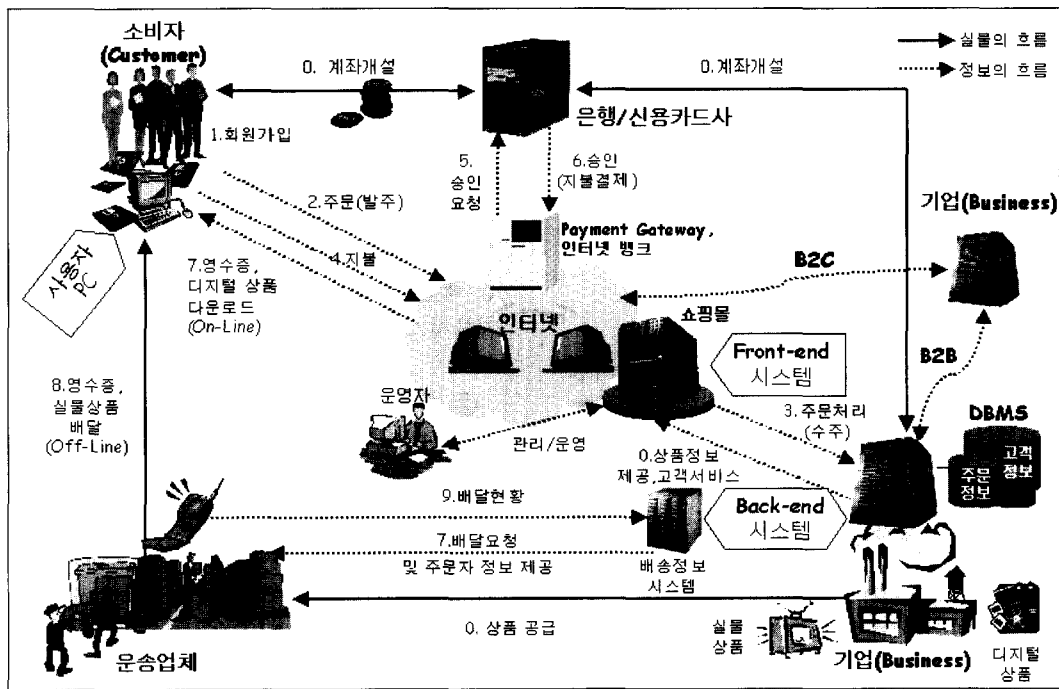 소비자
(Customer)
실물의 흐름
정보의 흐름
0. 계좌개설
0.계좌개설
은행/신용카드사
1.회원가입
5.
승인
요청
6.승인
(지불결제)
2.주문(발주)
Payment Gateway,
인터넷 뱅크
기업(Business)
사용자
PC
4.지불
7.영수증,
디지털 상품
다운로드
(On-Line)
B2C
인터넷
쇼핑몰
Front-end
시스템
B2B
8.영수증,
실물상품
배달
(Off-Line)
운영자
관리/운영
3.주문처리
(수주)
DBMS
고객
정보
주문
정보
0.상품정보
제공,고객서비스
9.배달현황
Back-end
시스템
7.배달요청
및 주문자 정보 제공
배송정보
시스템
0. 상품 공급
운송업체
실물
상품
기업(Business)
디지털
상품